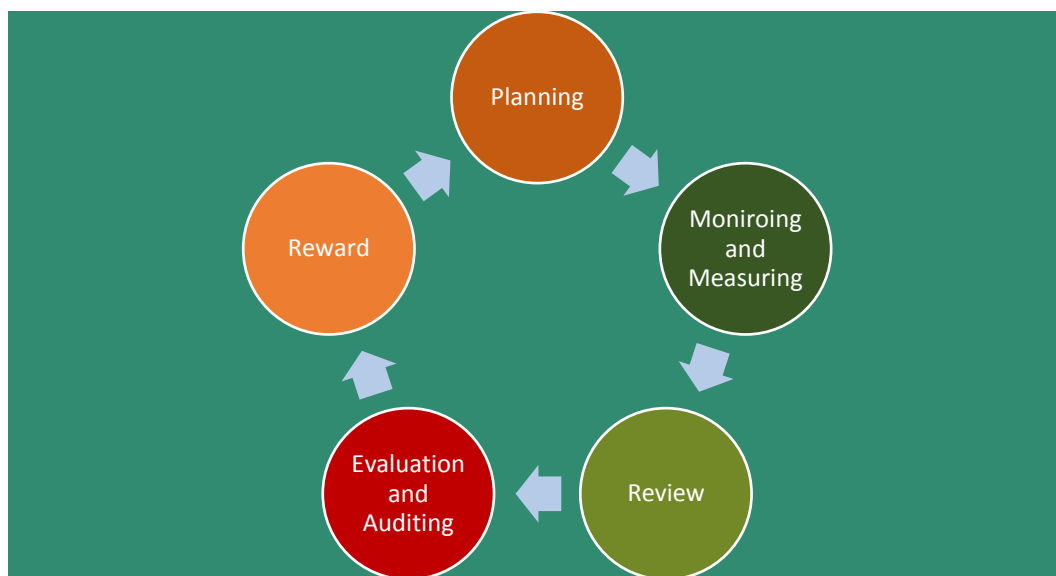 Planning
Moniroing
and
Measuring
Review
Evaluation
and
Auditing
Reward